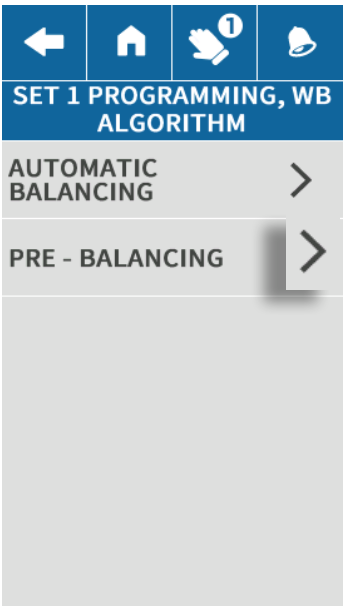 1
SET 1 PROGRAMMING, WB
ALGORITHM
AUTOMATIC
BALANCING
PRE - BALANCING